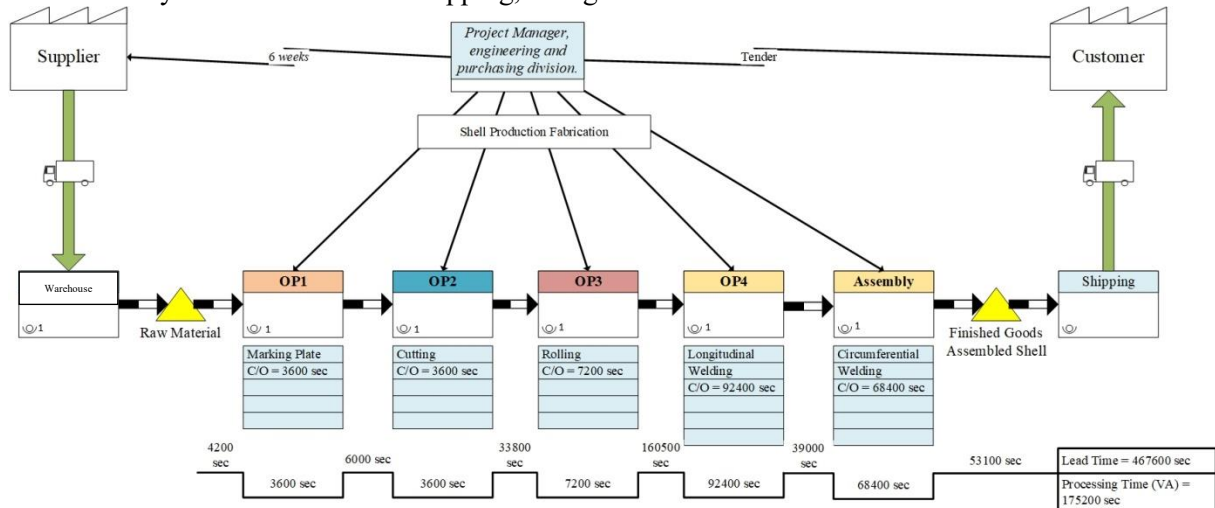 Supplier
6 weeks
Project Manager,
engineering and
purchasing division.
Tender
Customer
Shell Production Fabrication
Warehouse
1
Raw Material
OP1
1
Marking Plate
C/O = 3600 sec
OP2
1
Cutting
C/O = 3600 sec
OP3
1
Rolling
C/O = 7200 sec
OP4
1
Longitudinal
Welding
C/O = 92400 sec
Assembly
1
Circumferential
Welding
C/O = 68400 sec
Finished Goods
Assembled Shell
Shipping
1
4200
sec
3600 sec
6000 sec
3600 sec
33800
sec
7200 sec
160500
sec
92400 sec
39000
sec
68400 sec
53100 sec
Lead Time = 467600 sec
Processing Time (VA) =
175200 sec